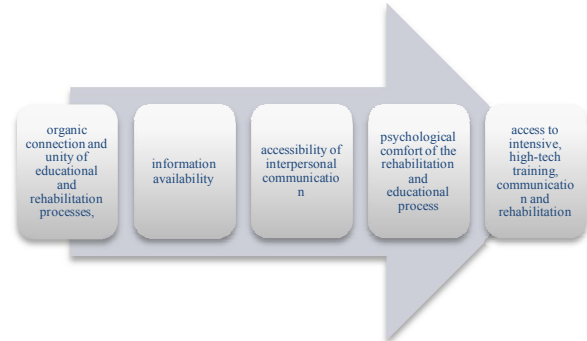 organic
connection and
unity of
educational
and
rehabilitation
processes,
information
availability
accessibility of
interpersonal
communicatio
n
psychological
comfort of the
rehabilitation
and
educational
process
access to
intensive,
high-tech
training,
communicatio
n and
rehabilitation